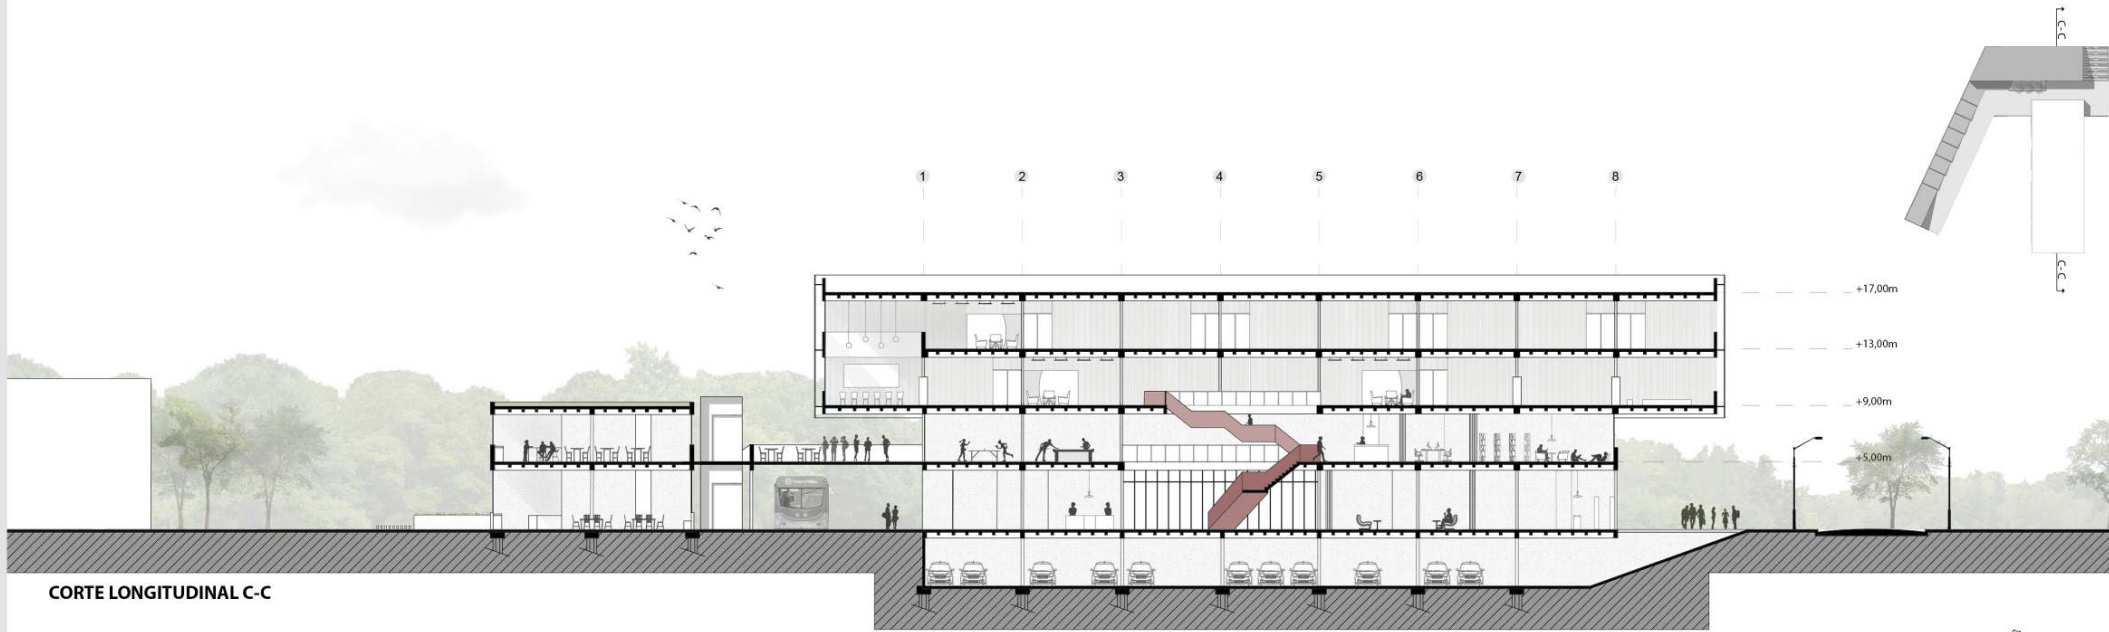 C-C
1 2 3 4 5 6 7 8
C-C
+17,00m
+13,00m
+9,00m
+5,00m
CORTE LONGITUDINAL C-C